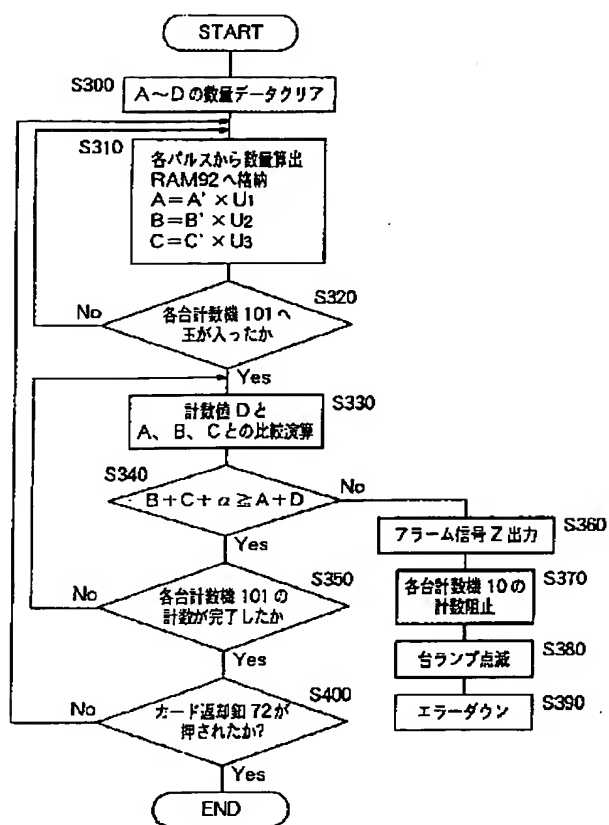 START
S300
A～Dの数量データクリア
S310
各パルスから数量算出
RAM92へ格納
A=A'×U1
B=B'×U2
C=C'×U3
S320
各台計数機101へ
玉が入ったか
No
Yes
S330
計数値Dと
A、B、Cとの比較演算
S340
B+C+α≧A+D
No
Yes
S350
各台計数機101の
計数が完了したか
No
Yes
S360
アラーム信号Z出力
S370
各台計数機10の
計数阻止
S380
台ランプ点滅
S390
エラーダウン
S400
カード返却釦72が
押されたか?
No
Yes
END